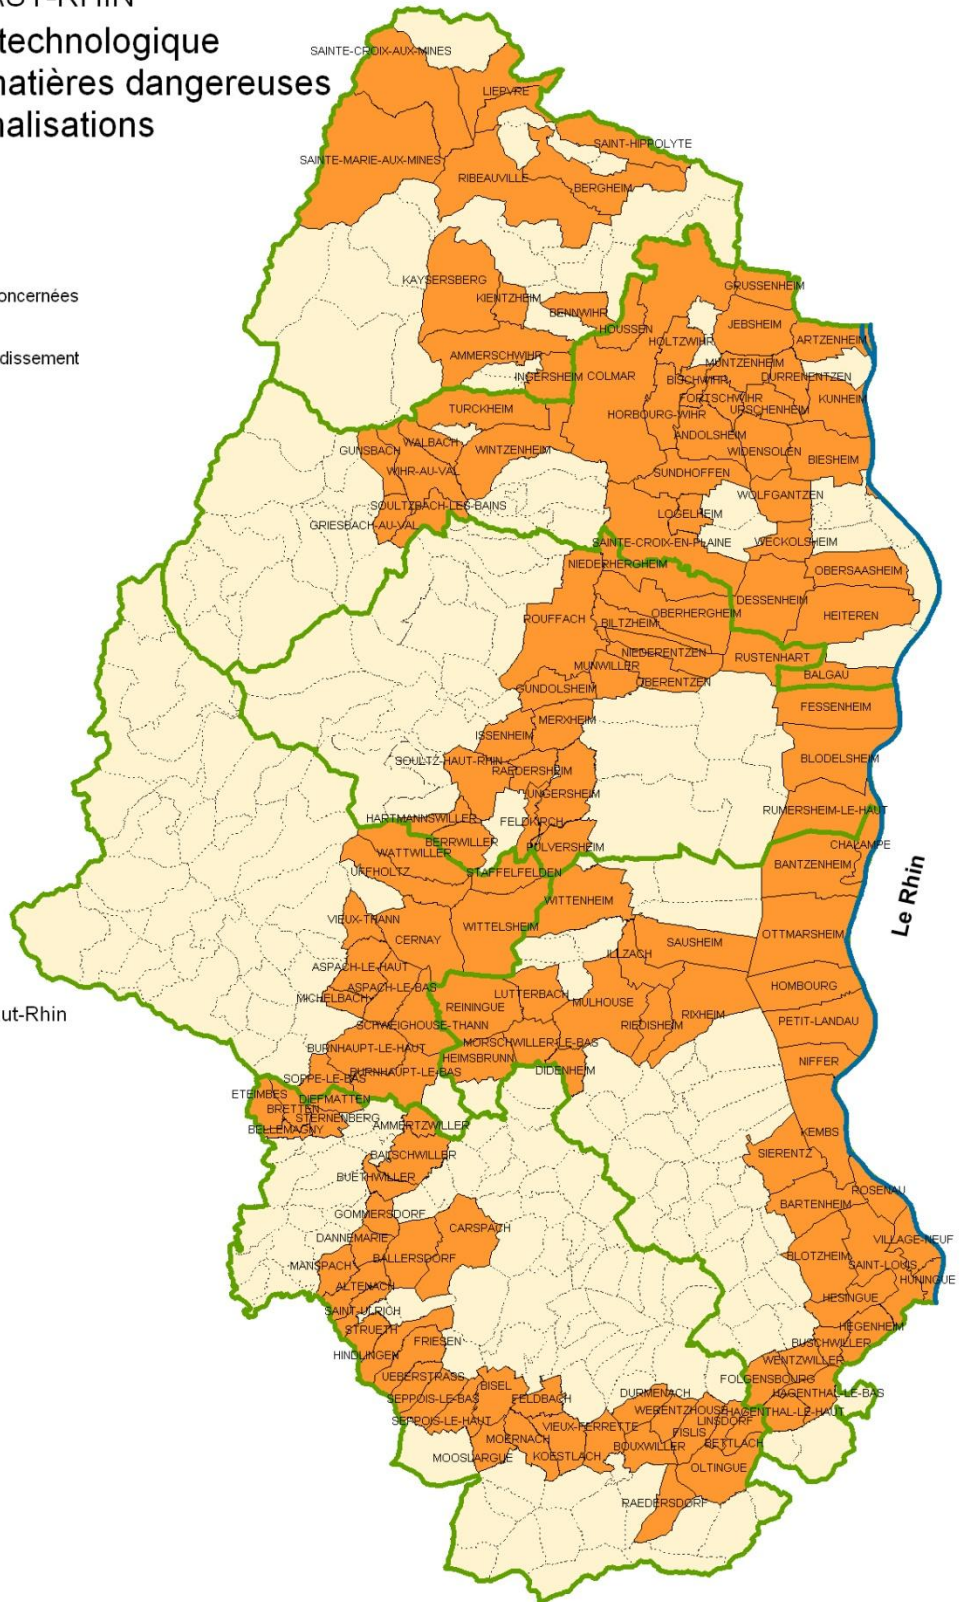 AUT-RHIN
technologique
matières dangereuses
nalisations
oncernées
dissement
ut-Rhin
SAINTE-CROIX-AUX-MINES
LIEPVRE
SAINT-HIPPOLYTE
SAINTE-MARIE-AUX-MINES
RIBEAUVILLE
BERGHEIM
KAYSERSBERG
KIENTZHEIM
BENNWIHR
GRUSSENHEIM
HOUSSEN
JEBSHEIM
HOLTZWIHR
ARTZENHEIM
AMMERSCHWIHR
MUNTZENHEIM
INGERSHEIM
COLMAR
BISCHWIHR
DURRENENTZEN
FORTSCHWIHR
KUNHEIM
TURCKHEIM
HORBOURG-WIHR
URSCHENHEIM
ANDOLSHEIM
WALBACH
GUNSBACH
WINTZENHEIM
WIDENSOLEN
BIESHEIM
WIHR-AU-VAL
SUNDHOFFEN
WOLFGANTZEN
SOULTZBACH-LES-BAINS
LOGELHEIM
GRIESBACH-AU-VAL
SAINTE-CROIX-EN-PLAINE
WECKOLSHEIM
NIEDERHERGHEIM
OBERSAASHEIM
DESSENHEIM
ROUFFACH
OBERHERGHEIM
HEITEREN
BILTZHEIM
NIEDERENTZEN
RUSTENHART
MUNWILLER
BALGAU
OBERENTZEN
GUNDOLSHEIM
FESSENHEIM
MERXHEIM
ISSENHEIM
SOULTZ-HAUT-RHIN
BLODELSHEIM
RAEDERSHEIM
UNGERSHEIM
RUMERSHEIM-LE-HAUT
HARTMANNSWILLER
FELDKIRCH
BERRWILLER
CHALAMPE
PULVERSHEIM
WATTWILLER
BANTZENHEIM
UFFHOLTZ
STAFFELFELDEN
Le Rhin
WITTENHEIM
VIEUX-THANN
WITTELSHEIM
CERNAY
OTTMARSHEIM
SAUSHEIM
ILLZACH
ASPACH-LE-HAUT
ASPACH-LE-BAS
HOMBOURG
MICHELBACH
LUTTERBACH
MULHOUSE
REININGUE
RIXHEIM
PETIT-LANDAU
SCHWEIGHOUSE-THANN
RIEDISHEIM
MORSCHWILLER-LE-BAS
BURNHAUPT-LE-HAUT
HEIMSBRUNN
NIFFER
BURNHAUPT-LE-BAS
DIDENHEIM
SOPPE-LE-BAS
ETEIMBES
DIEFMATTEN
BRETTEN
STERNENBERG
BELLEMAGNY
AMMERTZWILLER
KEMBS
BALSCHWILLER
SIERENTZ
BUETHWILLER
ROSENAU
BARTENHEIM
GOMMERSDORF
CARSPACH
DANNEMARIE
VILLAGE-NEUF
BALLERSDORF
BLOTZHEIM
MANSPACH
SAINT-LOUIS
HUNINGUE
ALTENACH
HESINGUE
SAINT-ULRICH
STRUETH
HEGENHEIM
FRIESEN
BUSCHWILLER
HINDLINGEN
WENTZWILLER
UEBERSTRASS
FOLGENSBOURG
BISEL
HAGENTHAL-LE-BAS
DURMENACH
SEPPOIS-LE-BAS
FELDBACH
WERENTZHOUSE
HAGENTHAL-LE-HAUT
SEPPOIS-LE-HAUT
LINSDORF
VIEUX-FERRETTE
FISLIS
MOERNACH
BOUXWILLER
BETTLACH
MOOSLARGUE
KOESTLACH
OLTINGUE
RAEDERSDORF